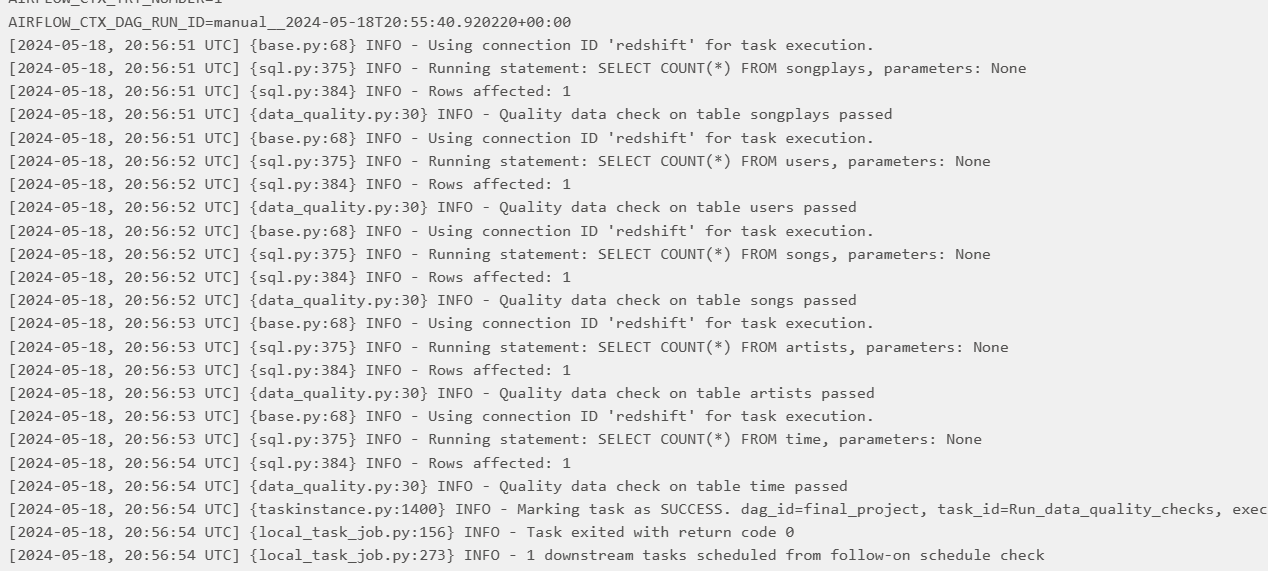 AIRFLOW_CTX_TRY_NUMBER=1
AIRFLOW_CTX_DAG_RUN_ID=manual__2024-05-18T20:55:40.920220+00:00
[2024-05-18, 20:56:51 UTC] {base.py:68} INFO - Using connection ID 'redshift' for task execution.
[2024-05-18, 20:56:51 UTC] {sql.py:375} INFO - Running statement: SELECT COUNT(*) FROM songplays, parameters: None
[2024-05-18, 20:56:51 UTC] {sql.py:384} INFO - Rows affected: 1
[2024-05-18, 20:56:51 UTC] {data_quality.py:30} INFO - Quality data check on table songplays passed
[2024-05-18, 20:56:51 UTC] {base.py:68} INFO - Using connection ID 'redshift' for task execution.
[2024-05-18, 20:56:52 UTC] {sql.py:375} INFO - Running statement: SELECT COUNT(*) FROM users, parameters: None
[2024-05-18, 20:56:52 UTC] {sql.py:384} INFO - Rows affected: 1
[2024-05-18, 20:56:52 UTC] {data_quality.py:30} INFO - Quality data check on table users passed
[2024-05-18, 20:56:52 UTC] {base.py:68} INFO - Using connection ID 'redshift' for task execution.
[2024-05-18, 20:56:52 UTC] {sql.py:375} INFO - Running statement: SELECT COUNT(*) FROM songs, parameters: None
[2024-05-18, 20:56:52 UTC] {sql.py:384} INFO - Rows affected: 1
[2024-05-18, 20:56:52 UTC] {data_quality.py:30} INFO - Quality data check on table songs passed
[2024-05-18, 20:56:53 UTC] {base.py:68} INFO - Using connection ID 'redshift' for task execution.
[2024-05-18, 20:56:53 UTC] {sql.py:375} INFO - Running statement: SELECT COUNT(*) FROM artists, parameters: None
[2024-05-18, 20:56:53 UTC] {sql.py:384} INFO - Rows affected: 1
[2024-05-18, 20:56:53 UTC] {data_quality.py:30} INFO - Quality data check on table artists passed
[2024-05-18, 20:56:53 UTC] {base.py:68} INFO - Using connection ID 'redshift' for task execution.
[2024-05-18, 20:56:53 UTC] {sql.py:375} INFO - Running statement: SELECT COUNT(*) FROM time, parameters: None
[2024-05-18, 20:56:54 UTC] {sql.py:384} INFO - Rows affected: 1
[2024-05-18, 20:56:54 UTC] {data_quality.py:30} INFO - Quality data check on table time passed
[2024-05-18, 20:56:54 UTC] {taskinstance.py:1400} INFO - Marking task as SUCCESS. dag_id=final_project, task_id=Run_data_quality_checks, exec
[2024-05-18, 20:56:54 UTC] {local_task_job.py:156} INFO - Task exited with return code 0
[2024-05-18, 20:56:54 UTC] {local_task_job.py:273} INFO - 1 downstream tasks scheduled from follow-on schedule check